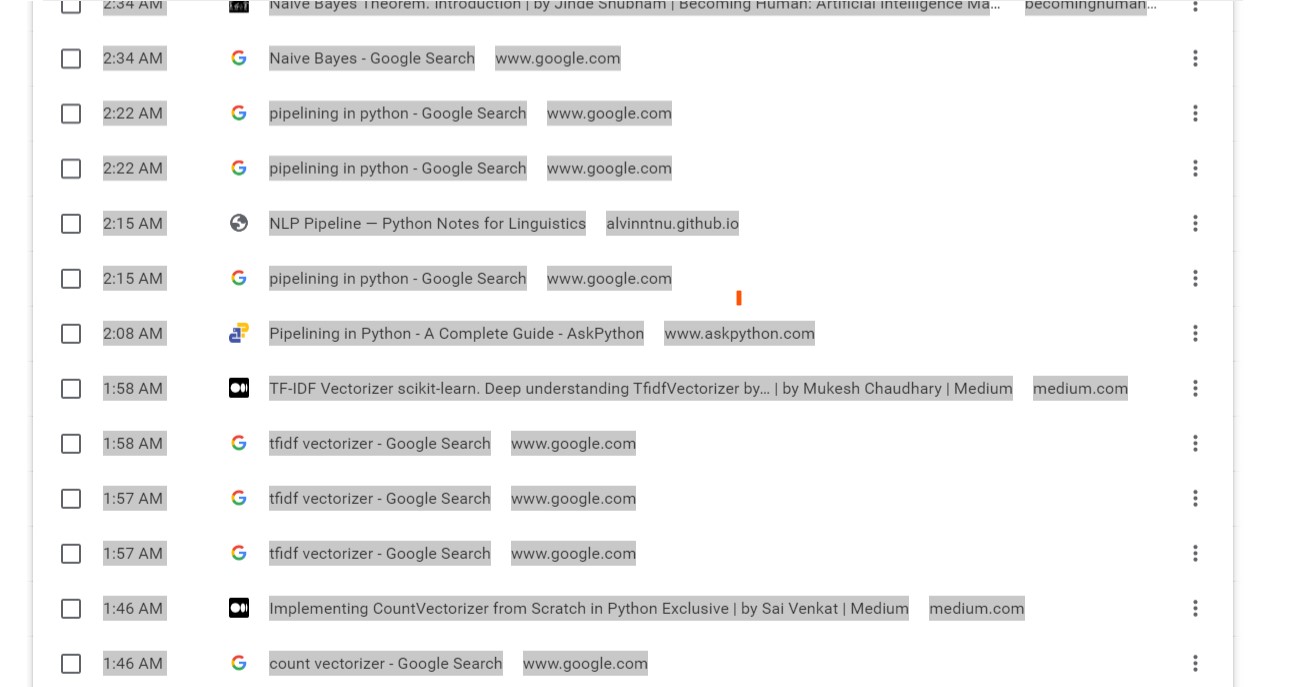 2:34 AM Naive Bayes Theorem. Introduction | by Jinde Shubham | Becoming Human: Artificial Intelligence Ma... becominghuman...
2:34 AM Naive Bayes - Google Search www.google.com
2:22 AM pipelining in python - Google Search www.google.com
2:22 AM pipelining in python - Google Search www.google.com
2:15 AM NLP Pipeline — Python Notes for Linguistics alvinntnu.github.io
2:15 AM pipelining in python - Google Search www.google.com
2:08 AM Pipelining in Python - A Complete Guide - AskPython www.askpython.com
1:58 AM TF-IDF Vectorizer scikit-learn. Deep understanding TfidfVectorizer by... | by Mukesh Chaudhary | Medium medium.com
1:58 AM tfidf vectorizer - Google Search www.google.com
1:57 AM tfidf vectorizer - Google Search www.google.com
1:57 AM tfidf vectorizer - Google Search www.google.com
1:46 AM Implementing CountVectorizer from Scratch in Python Exclusive | by Sai Venkat | Medium medium.com
1:46 AM count vectorizer - Google Search www.google.com